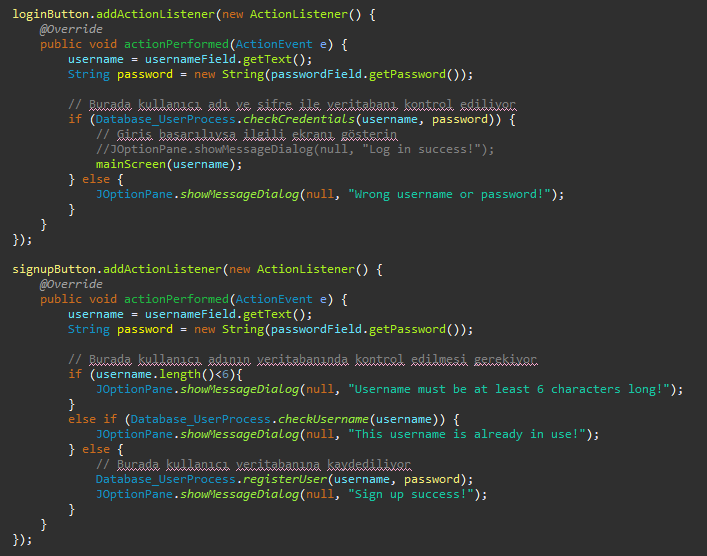 loginButton.addActionListener(new ActionListener() {
@Override
public void actionPerformed(ActionEvent e) {
username = usernameField.getText();
String password = new String(passwordField.getPassword());
// Burada kullanıcı adı ve sifre ile veritabanı kontrol ediliyor
if (Database_UserProcess.checkCredentials(username, password)) {
// Giris basarılıysa ilgili ekranı gösterin
//JOptionPane.showMessageDialog(null, "Log in success!");
mainScreen(username);
} else {
JOptionPane.showMessageDialog(null, "Wrong username or password!");
}
}
});
signupButton.addActionListener(new ActionListener() {
@Override
public void actionPerformed(ActionEvent e) {
username = usernameField.getText();
String password = new String(passwordField.getPassword());
// Burada kullanıcı adının veritabanında kontrol edilmesi gerekiyor
if (username.length()<6){
JOptionPane.showMessageDialog(null, "Username must be at least 6 characters long!");
}
else if (Database_UserProcess.checkUsername(username)) {
JOptionPane.showMessageDialog(null, "This username is already in use!");
} else {
// Burada kullanıcı veritabanına kaydediliyor
Database_UserProcess.registerUser(username, password);
JOptionPane.showMessageDialog(null, "Sign up success!");
}
}
});